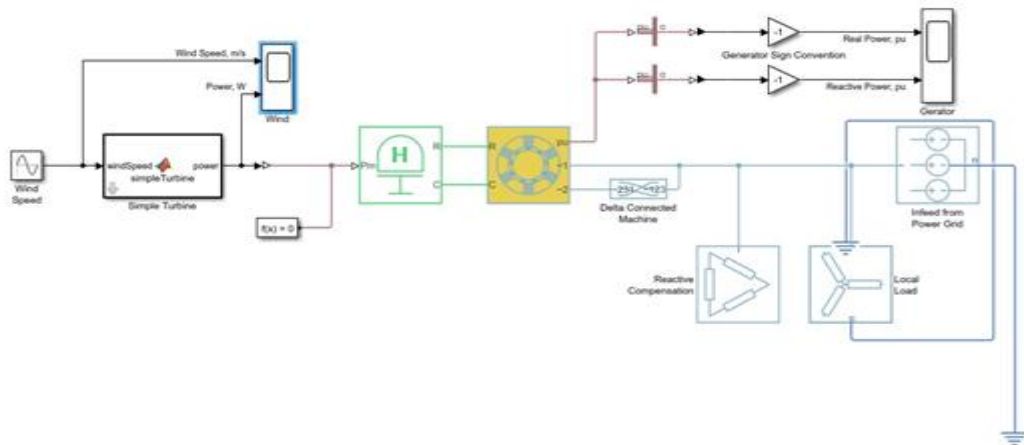 Wind Speed, m/s
Power, W
Wind
Wind
Speed
windSpeed
power
simpleTurbine
Simple Turbine
f(x) = 0
Pm
H
R
C
R
C
pu
~1
~2
Delta Connected
Machine
Generator Sign Convention
-1
-1
Real Power, pu
Reactive Power, pu
Gerator
n
Infeed from
Power Grid
Reactive
Compensation
Local
Load